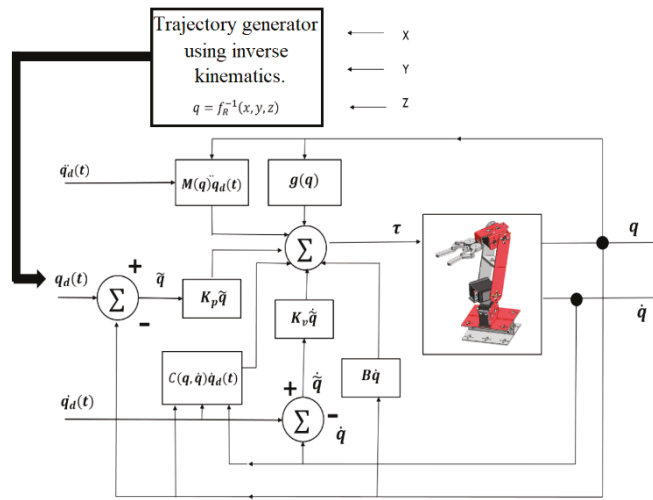 Trajectory generator
using inverse
kinematics.
q = f_R^{-1}(x, y, z)
X
Y
Z
q̈_d(t)
M(q)q̈_d(t)
g(q)
τ
q
q̇
Σ
q_d(t)
+
Σ
−
q̃
K_p q̃
K_v q̃̇
C(q, q̇)q̇_d(t)
Bq̇
q̇_d(t)
+
q̃̇
Σ
−
q̇